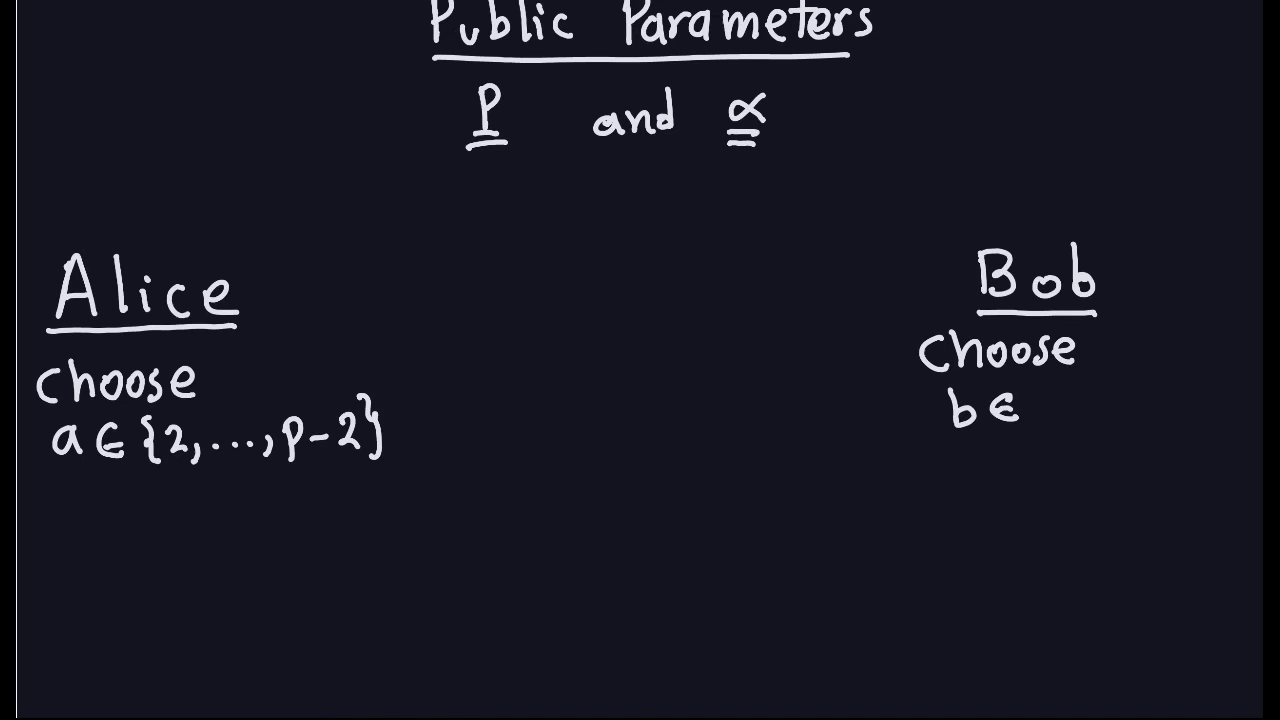 Public Parameters
P and α
Alice
choose
a ∈ {2, ..., p-2}
Bob
choose
b ∈